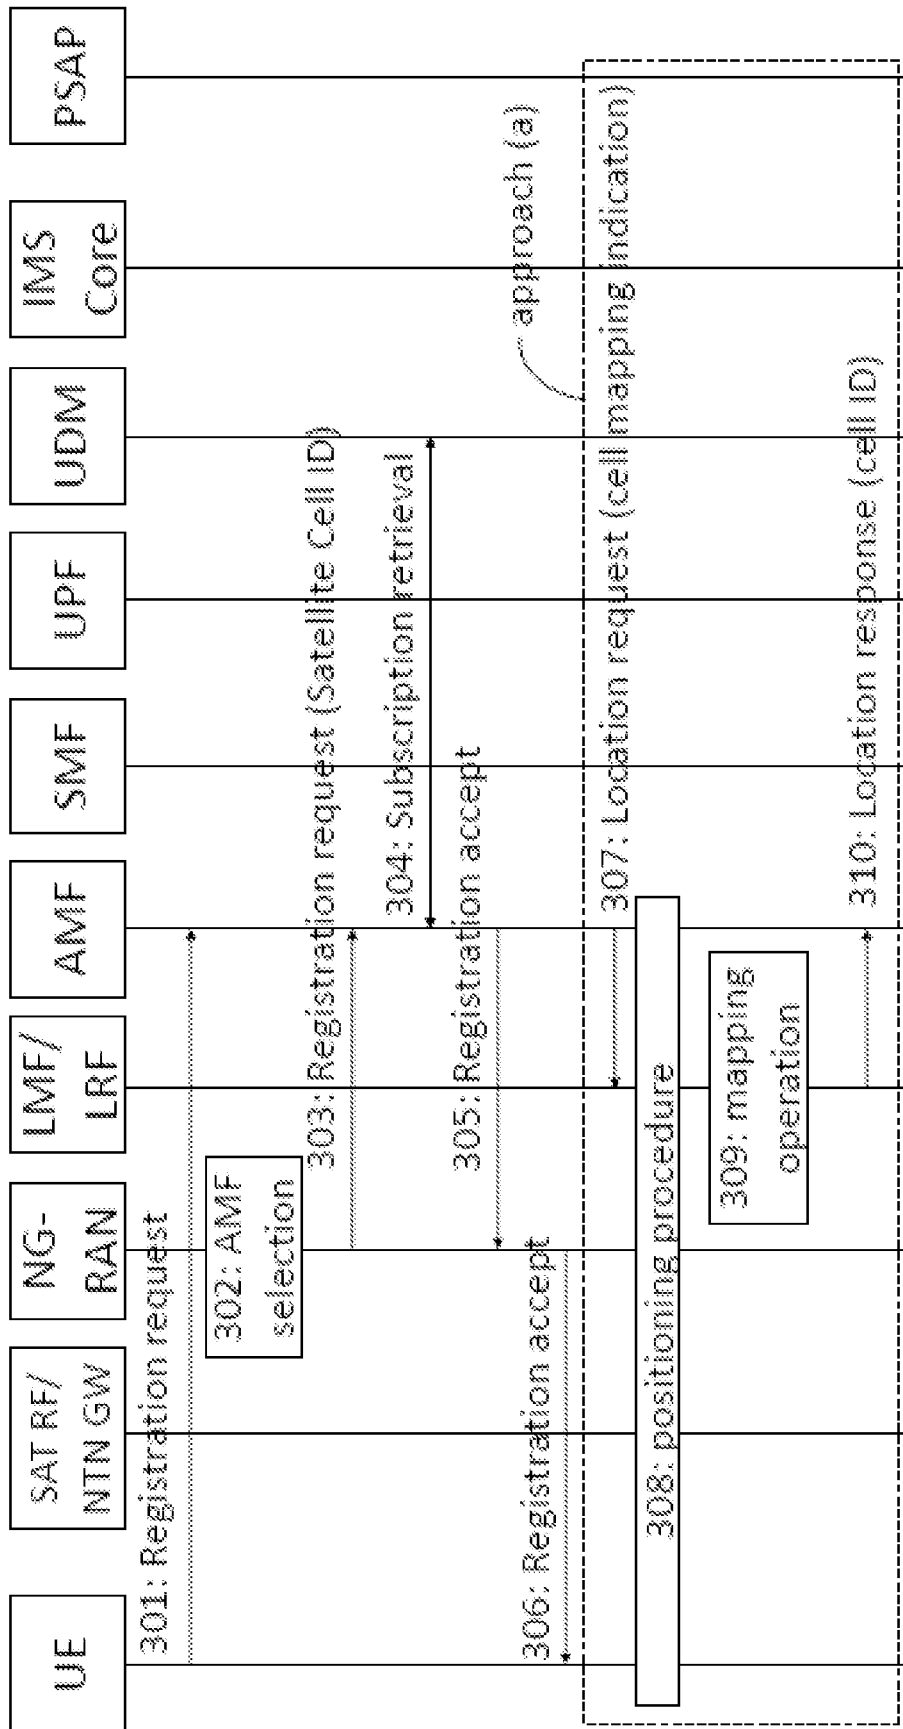 UE
SAT RF/
NTN GW
NG-
RAN
LMF/
LRF
AMF
SMF
UPF
UDM
IMS
Core
PSAP
301: Registration request
302: AMF
selection
303: Registration request (Satellite Cell ID)
304: Subscription retrieval
305: Registration accept
306: Registration accept
approach (a)
307: Location request (cell mapping indication)
308: positioning procedure
309: mapping
operation
310: Location response (cell ID)